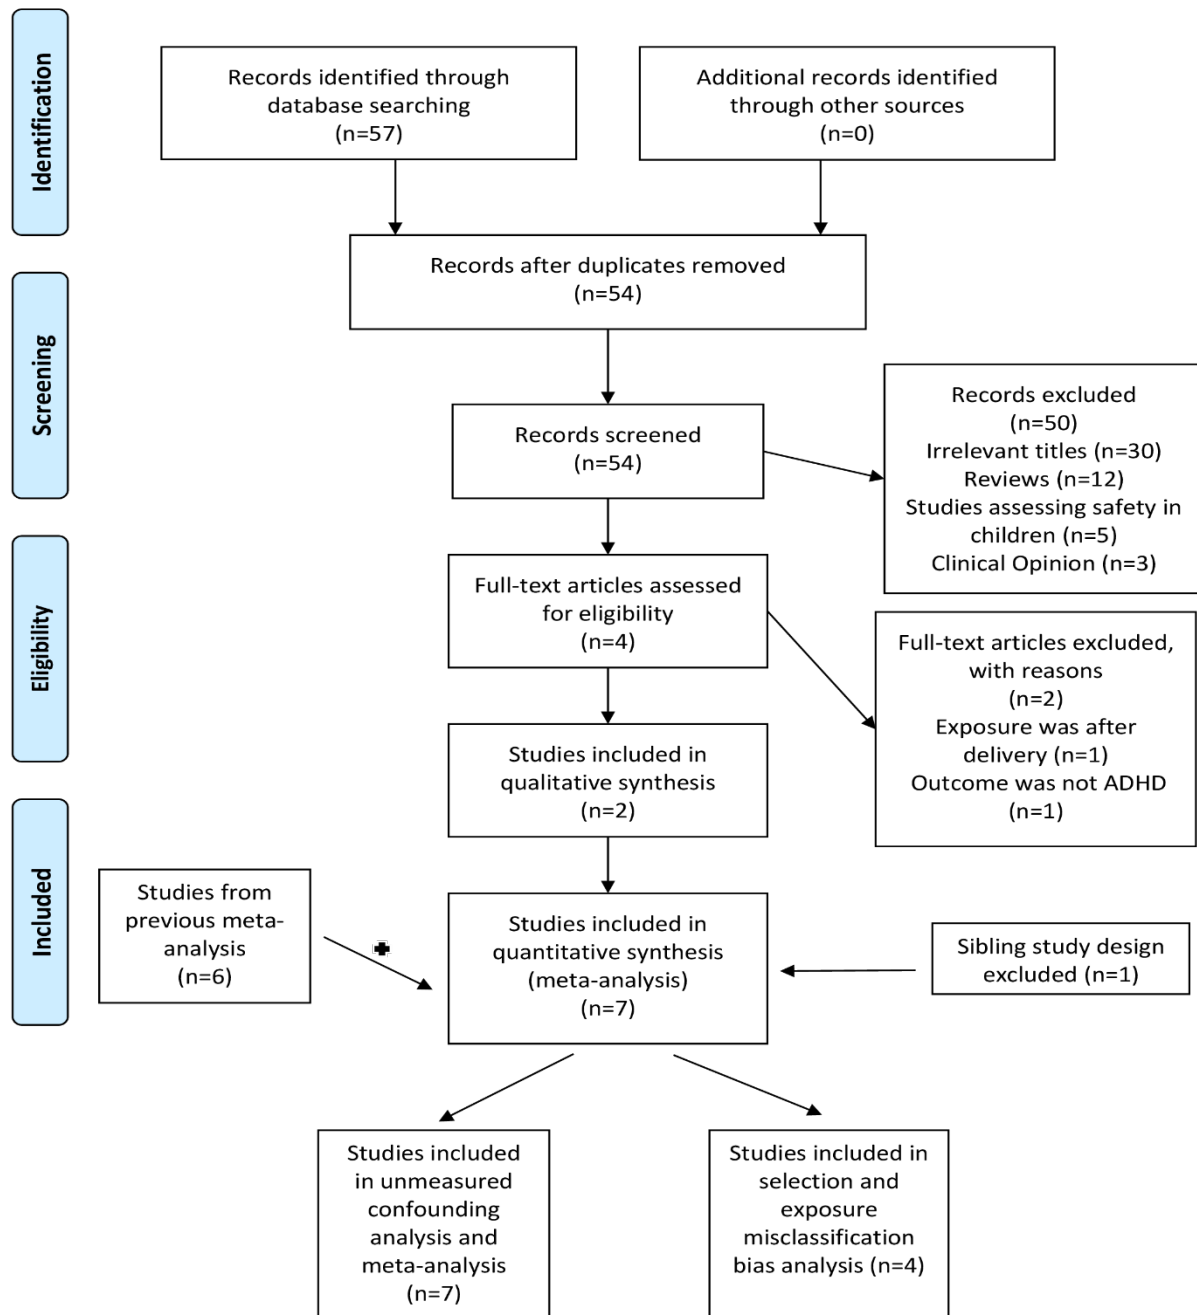 Identification
Records identified through
database searching
(n=57)
Additional records identified
through other sources
(n=0)
Records after duplicates removed
(n=54)
Screening
Records screened
(n=54)
Records excluded
(n=50)
Irrelevant titles (n=30)
Reviews (n=12)
Studies assessing safety in
children (n=5)
Clinical Opinion (n=3)
Eligibility
Full-text articles assessed
for eligibility
(n=4)
Full-text articles excluded,
with reasons
(n=2)
Exposure was after
delivery (n=1)
Outcome was not ADHD
(n=1)
Studies included in
qualitative synthesis
(n=2)
Included
Studies from
previous meta-
analysis
(n=6)
Studies included in
quantitative synthesis
(meta-analysis)
(n=7)
Sibling study design
excluded (n=1)
Studies included
in unmeasured
confounding
analysis and
meta-analysis
(n=7)
Studies included in
selection and
exposure
misclassification
bias analysis (n=4)